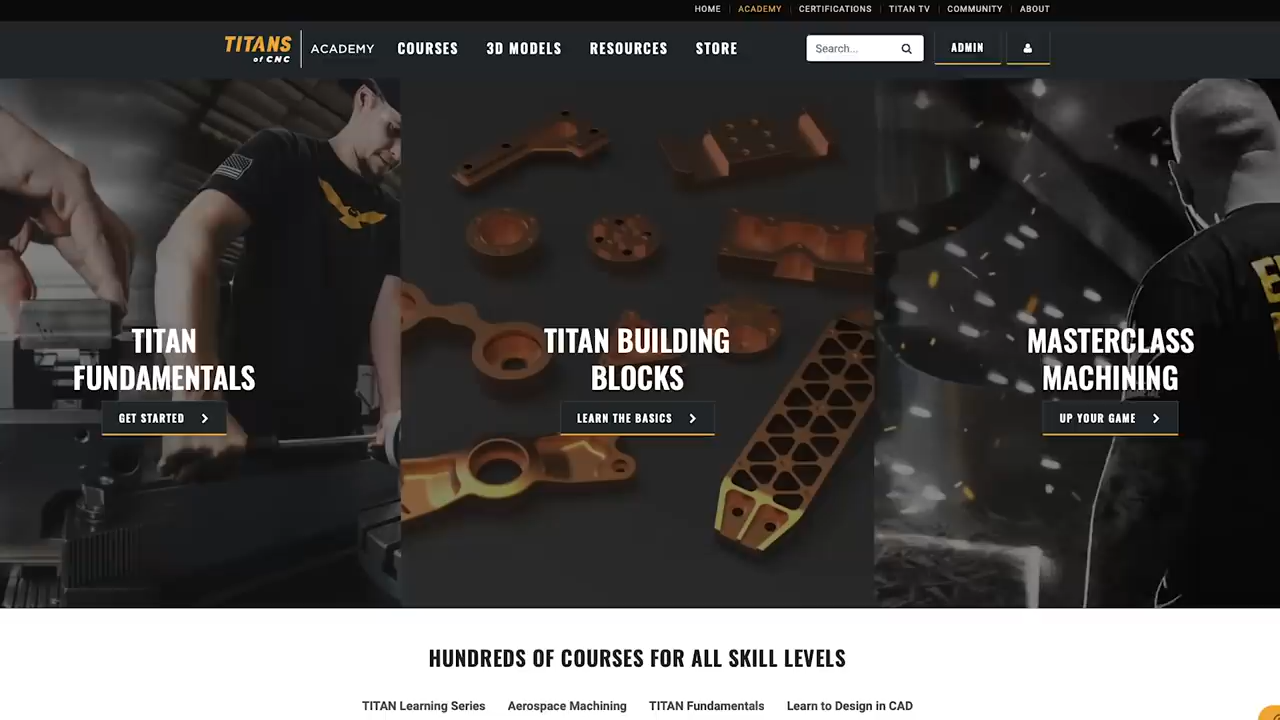 HOME ACADEMY CERTIFICATIONS TITAN TV COMMUNITY ABOUT
TITANS of CNC ACADEMY COURSES 3D MODELS RESOURCES STORE Search... ADMIN
TITAN FUNDAMENTALS
GET STARTED
TITAN BUILDING BLOCKS
LEARN THE BASICS
MASTERCLASS MACHINING
UP YOUR GAME
HUNDREDS OF COURSES FOR ALL SKILL LEVELS
TITAN Learning Series Aerospace Machining TITAN Fundamentals Learn to Design in CAD